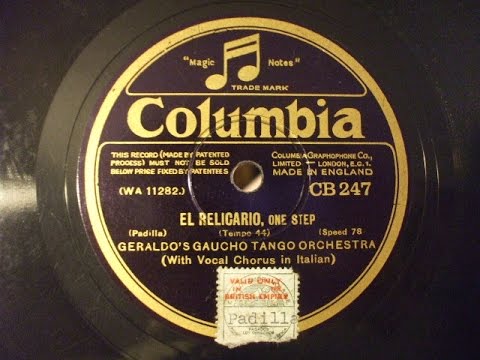 "Magic Notes"
TRADE MARK
Columbia
THIS RECORD (MADE BY PATENTED
PROCESS) MUST NOT BE SOLD
BELOW PRICE FIXED BY PATENTEES
COLUMBIA GRAPHOPHONE CO.,
LIMITED — LONDON, E.C.1.
MADE IN ENGLAND
(WA 11282.)
CB 247
EL RELICARIO, ONE STEP
(Padilla) (Tempo 44) (Speed 78
GERALDO'S GAUCHO TANGO ORCHESTRA
(With Vocal Chorus in Italian)
VALID ONLY
IN THE
BRITISH EMPIRE
Padilla